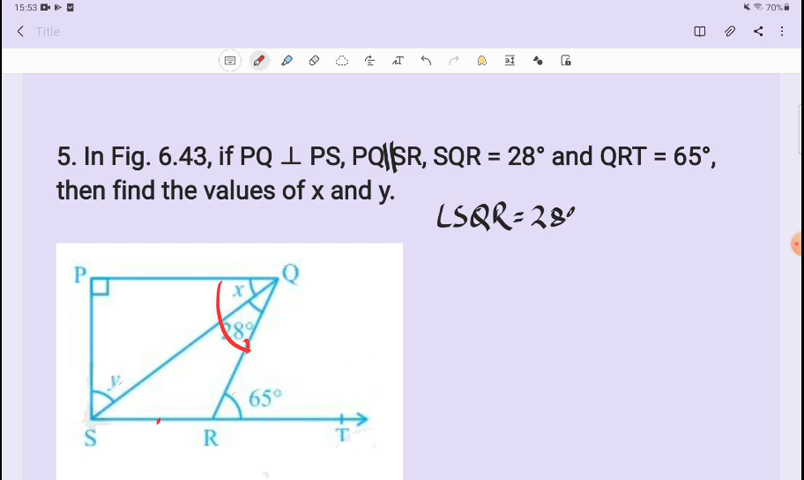 15:53
70%
Title
5. In Fig. 6.43, if PQ ⊥ PS, PQ || SR, SQR = 28° and QRT = 65°,
then find the values of x and y.
∠SQR = 28°
P
Q
x
28°
y
65°
S
R
T